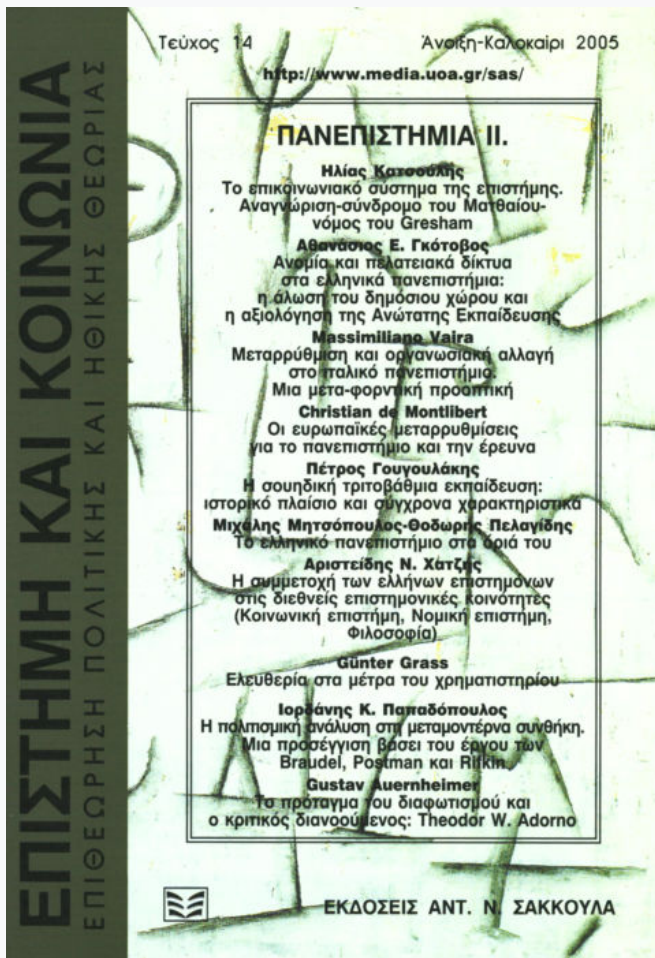 ΕΠΙΣΤΗΜΗ ΚΑΙ ΚΟΙΝΩΝΙΑ
ΕΠΙΘΕΩΡΗΣΗ ΠΟΛΙΤΙΚΗΣ ΚΑΙ ΗΘΙΚΗΣ ΘΕΩΡΙΑΣ
Τεύχος 14 Άνοιξη-Καλοκαίρι 2005
http://www.media.uoa.gr/sas/
ΠΑΝΕΠΙΣΤΗΜΙΑ ΙΙ.
Ηλίας Κατσούλης
Το επικοινωνιακό σύστημα της επιστήμης.
Αναγνώριση-σύνδρομο του Ματθαίου-
νόμος του Gresham
Αθανάσιος Ε. Γκότοβος
Ανομία και πελατειακά δίκτυα
στα ελληνικά πανεπιστήμια:
η άλωση του δημόσιου χώρου και
η αξιολόγηση της Ανώτατης Εκπαίδευσης
Massimiliano Vaira
Μεταρρύθμιση και οργανωσιακή αλλαγή
στο ιταλικό πανεπιστήμιο.
Μια μετα-φορντική προοπτική
Christian de Montlibert
Οι ευρωπαϊκές μεταρρυθμίσεις
για το πανεπιστήμιο και την έρευνα
Πέτρος Γουγουλάκης
Η σουηδική τριτοβάθμια εκπαίδευση:
ιστορικό πλαίσιο και σύγχρονα χαρακτηριστικά
Μιχάλης Μητσόπουλος-Θοδωρής Πελαγίδης
Το ελληνικό πανεπιστήμιο στα όριά του
Αριστείδης Ν. Χατζής
Η συμμετοχή των ελλήνων επιστημόνων
στις διεθνείς επιστημονικές κοινότητες
(Κοινωνική επιστήμη, Νομική επιστήμη,
Φιλοσοφία)
Günter Grass
Ελευθερία στα μέτρα του χρηματιστηρίου
Ιορδάνης Κ. Παπαδόπουλος
Η πολιτισμική ανάλυση στη μεταμοντέρνα συνθήκη.
Μια προσέγγιση βάσει του έργου των
Braudel, Postman και Rifkin
Gustav Auernheimer
Το πρόταγμα του διαφωτισμού και
ο κριτικός διανοούμενος: Theodor W. Adorno
ΕΚΔΟΣΕΙΣ ΑΝΤ. Ν. ΣΑΚΚΟΥΛΑ